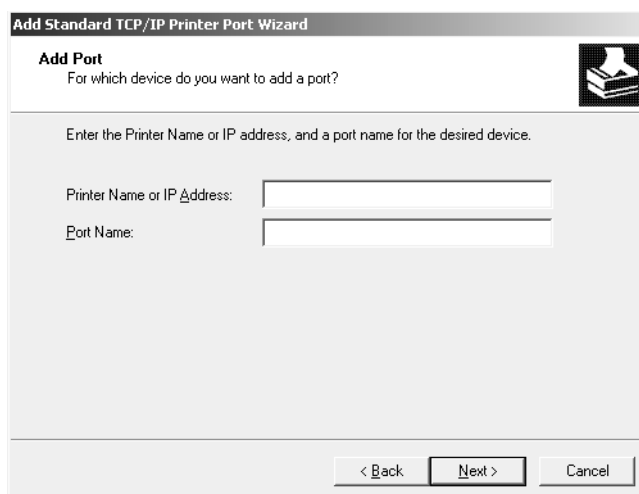 Add Standard TCP/IP Printer Port Wizard
Add Port
For which device do you want to add a port?
Enter the Printer Name or IP address, and a port name for the desired device.
Printer Name or IP Address:
Port Name:
< Back
Next >
Cancel